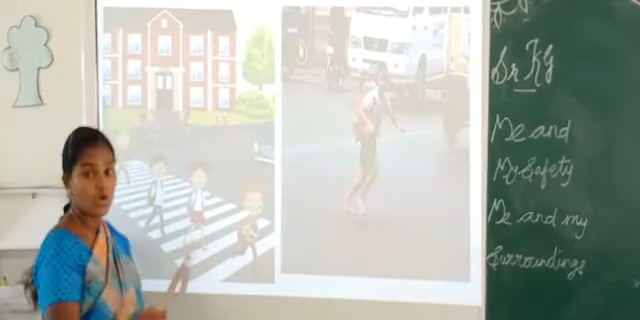 Sr KG
Me and
My Safety
Me and my
Surroundings